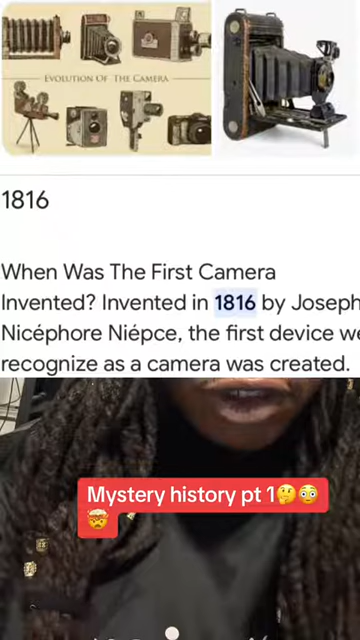 EVOLUTION OF THE CAMERA
1816
When Was The First Camera
Invented? Invented in 1816 by Joseph
Nicéphore Niépce, the first device we
recognize as a camera was created.
Mystery history pt 1🤔😳
🤯